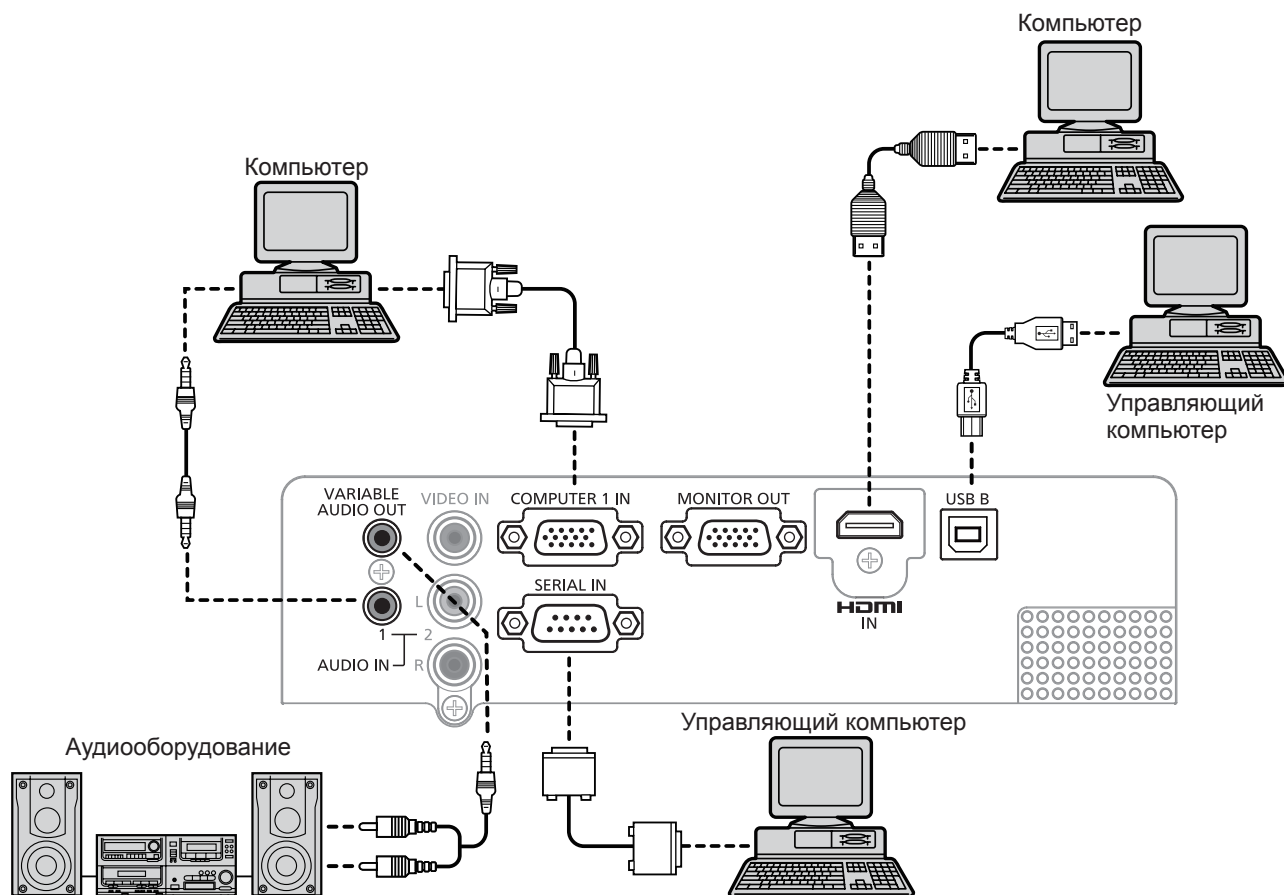 Компьютер
Компьютер
Управляющий
компьютер
VARIABLE
AUDIO OUT
VIDEO IN
COMPUTER 1 IN
MONITOR OUT
USB B
SERIAL IN
L
HDMI
IN
1
2
AUDIO IN
R
Управляющий компьютер
Аудиооборудование